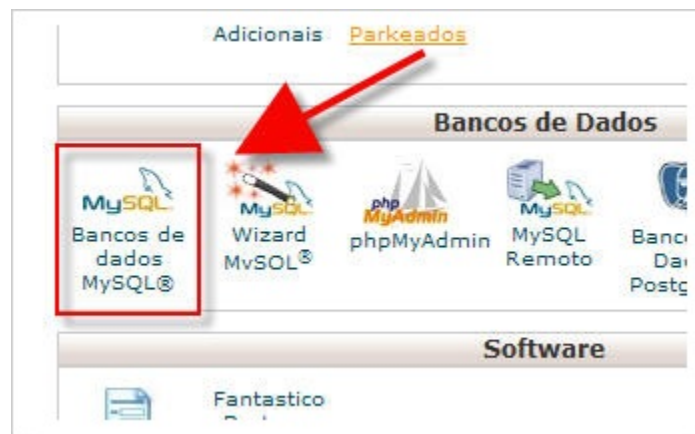 Adicionais Parkeados
Bancos de Dados
MySQL
MySQL
php
MyAdmin
MySQL
Bancos de
dados
MySQL®
Wizard
MySQL®
phpMyAdmin
MySQL
Remoto
Software
Fantastico